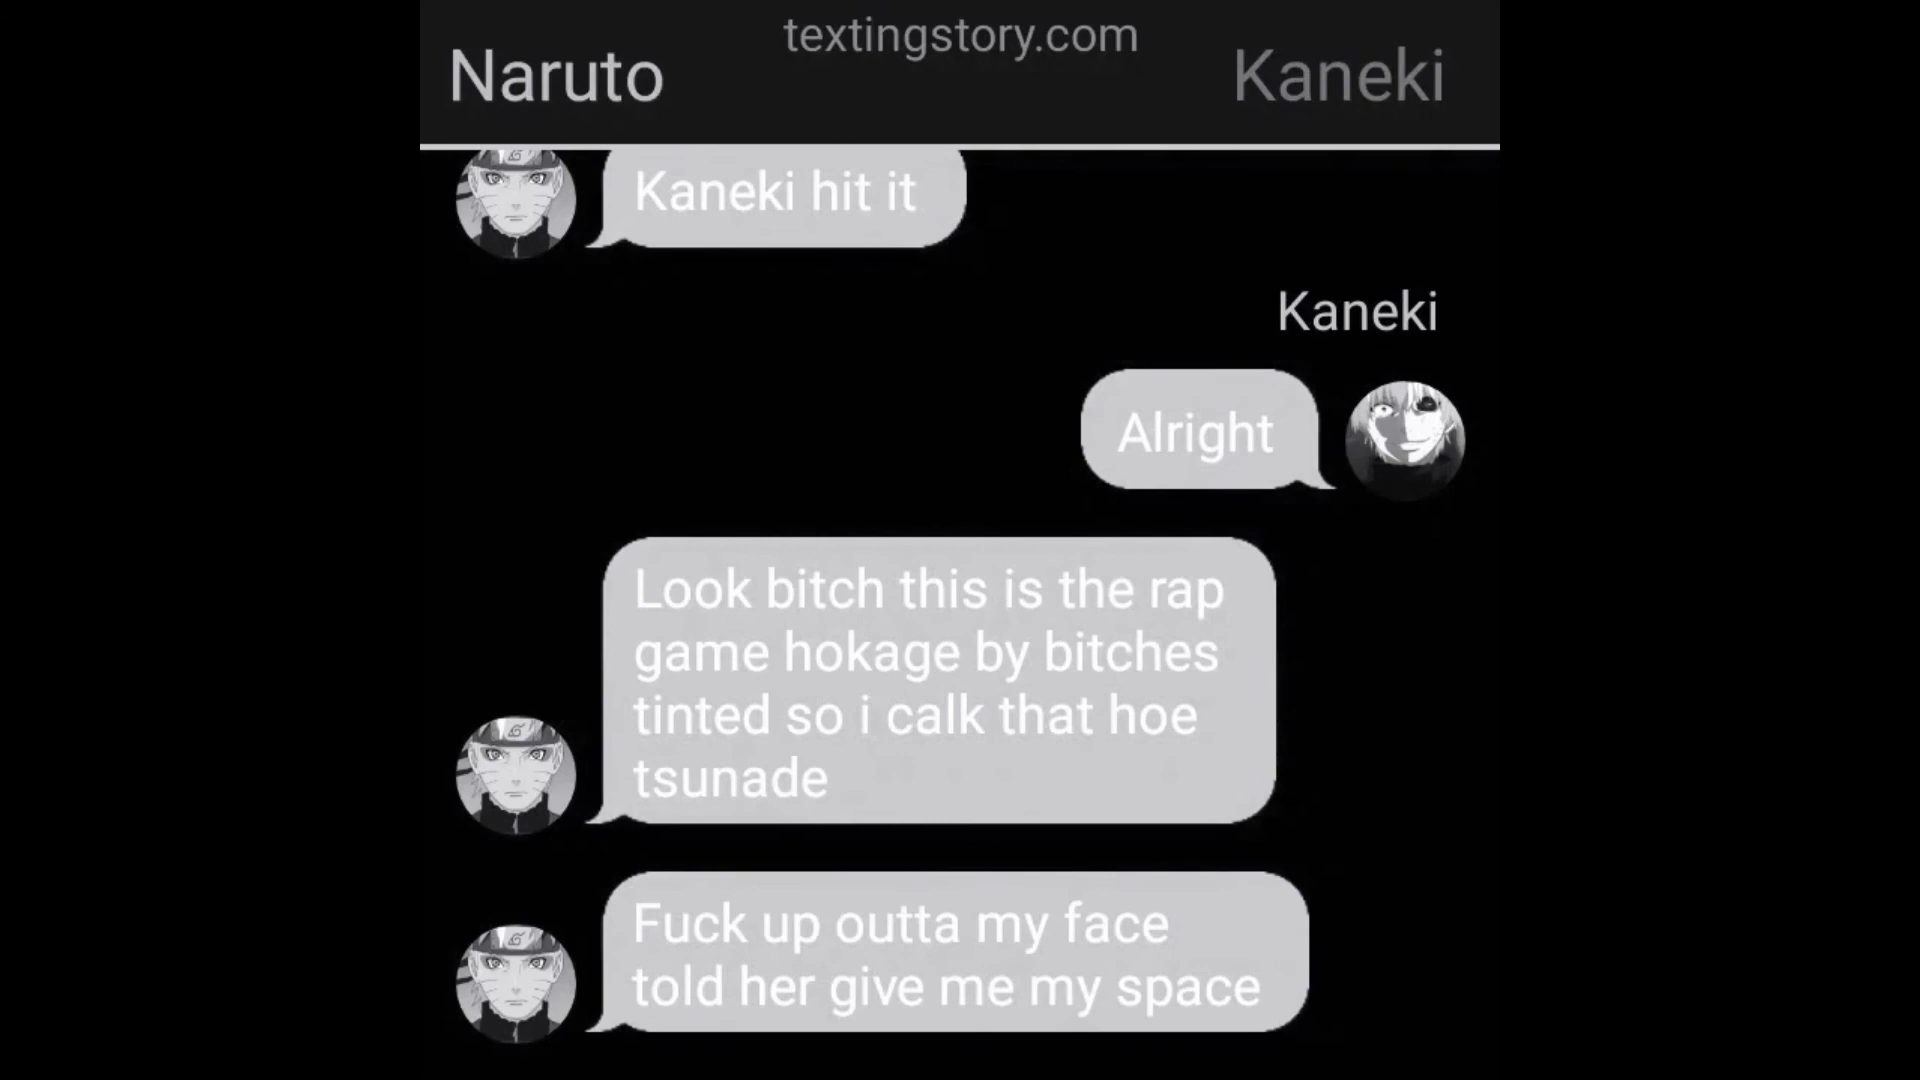 textingstory.com
Naruto
Kaneki
Kaneki hit it
Kaneki
Alright
Look bitch this is the rap
game hokage by bitches
tinted so i calk that hoe
tsunade
Fuck up outta my face
told her give me my space